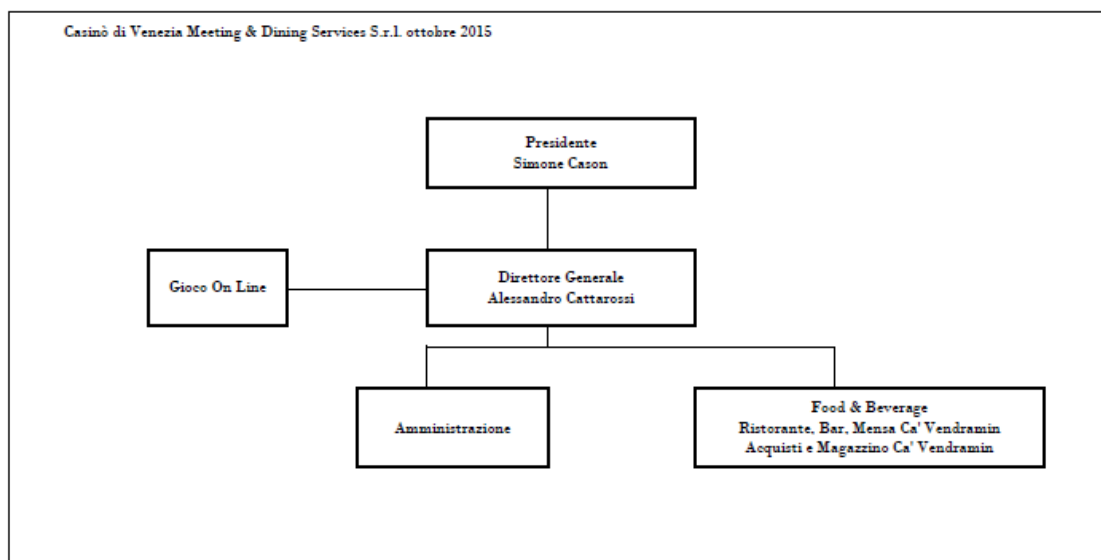 Casinò di Venezia Meeting & Dining Services S.r.l. ottobre 2015
Presidente
Simone Cason
Gioco On Line
Direttore Generale
Alessandro Cattarossi
Amministrazione
Food & Beverage
Ristorante, Bar, Mensa Ca' Vendramin
Acquisti e Magazzino Ca' Vendramin